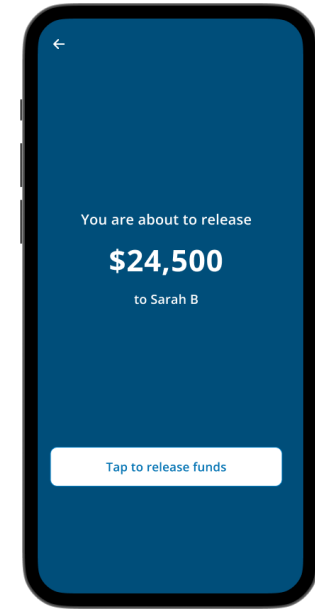 You are about to release
$24,500
to Sarah B
Tap to release funds